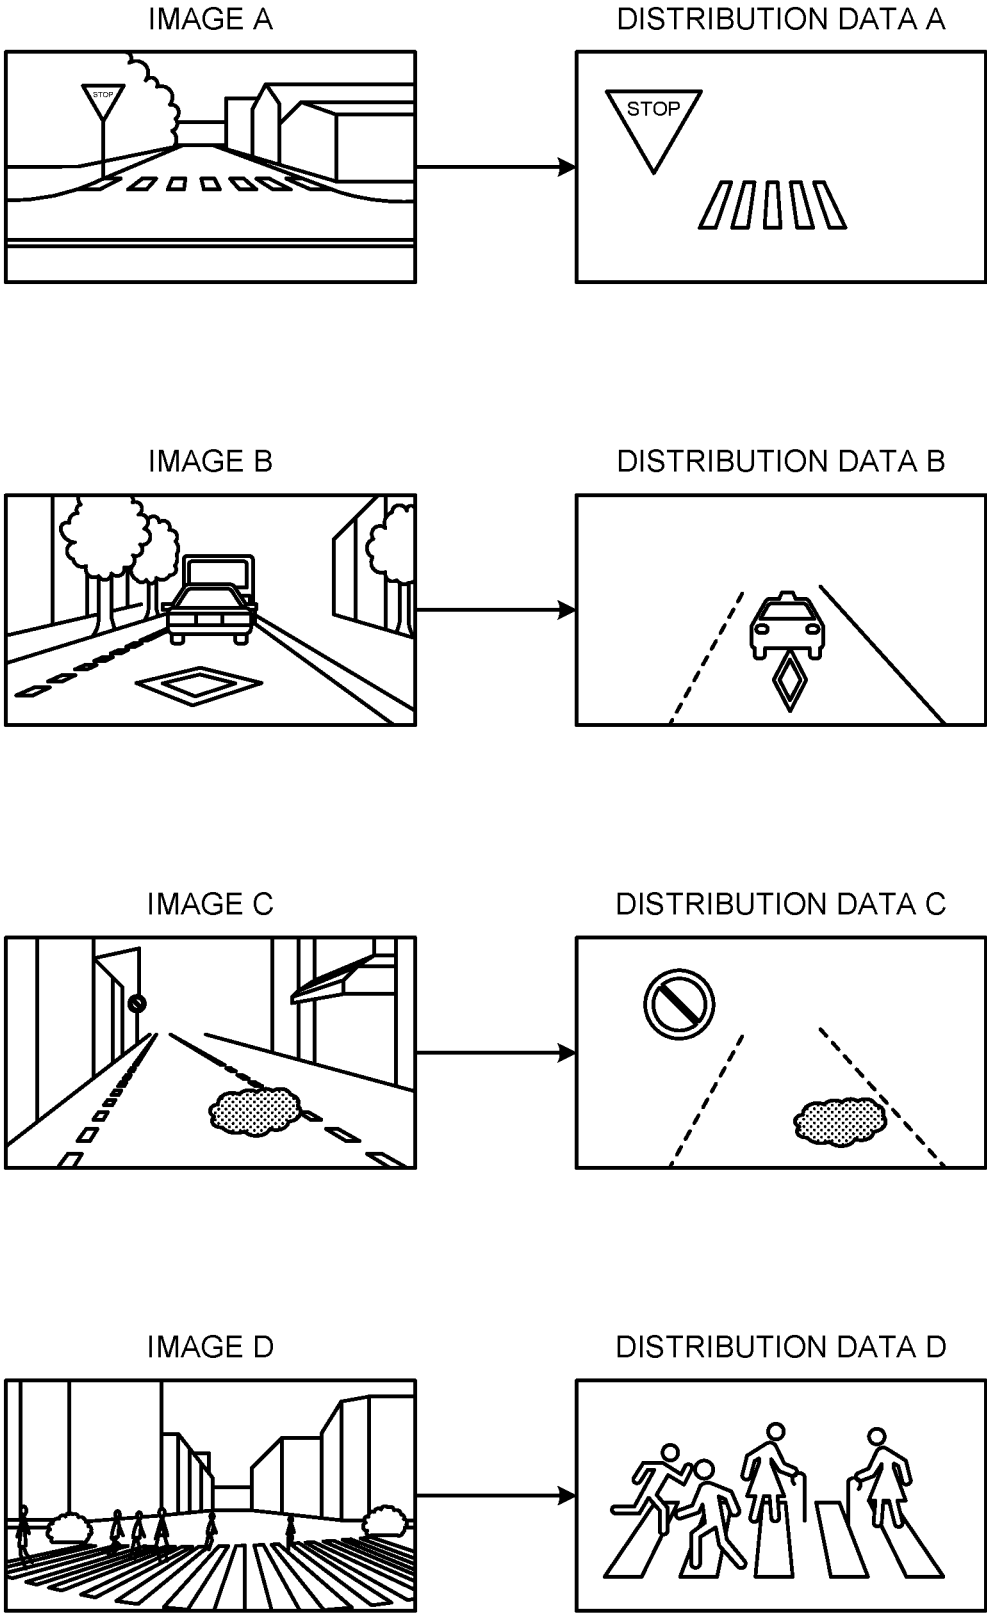 IMAGE A
DISTRIBUTION DATA A
STOP
STOP
IMAGE B
DISTRIBUTION DATA B
IMAGE C
DISTRIBUTION DATA C
IMAGE D
DISTRIBUTION DATA D